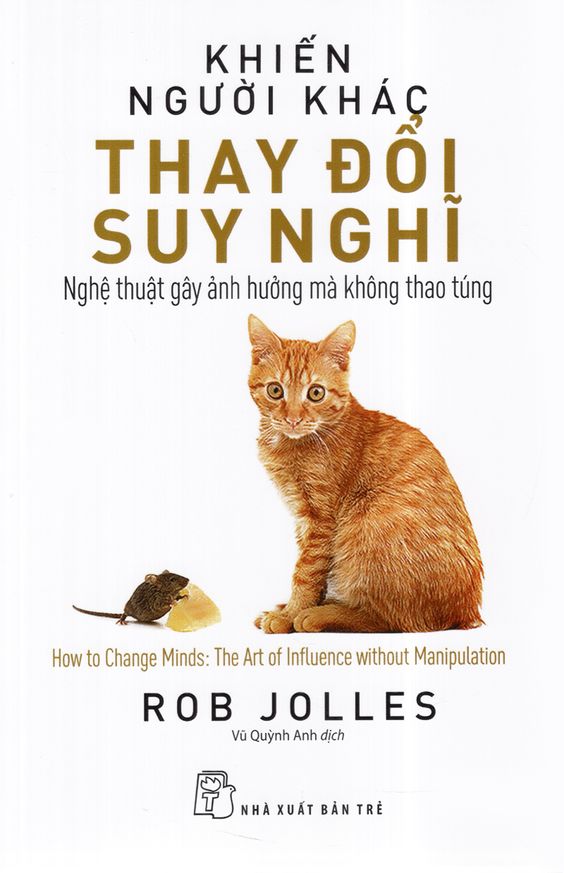 KHIẾN
NGƯỜI KHÁC
THAY ĐỔI
SUY NGHĨ
Nghệ thuật gây ảnh hưởng mà không thao túng
How to Change Minds: The Art of Influence without Manipulation
ROB JOLLES
Vũ Quỳnh Anh dịch
T
NHÀ XUẤT BẢN TRẺ